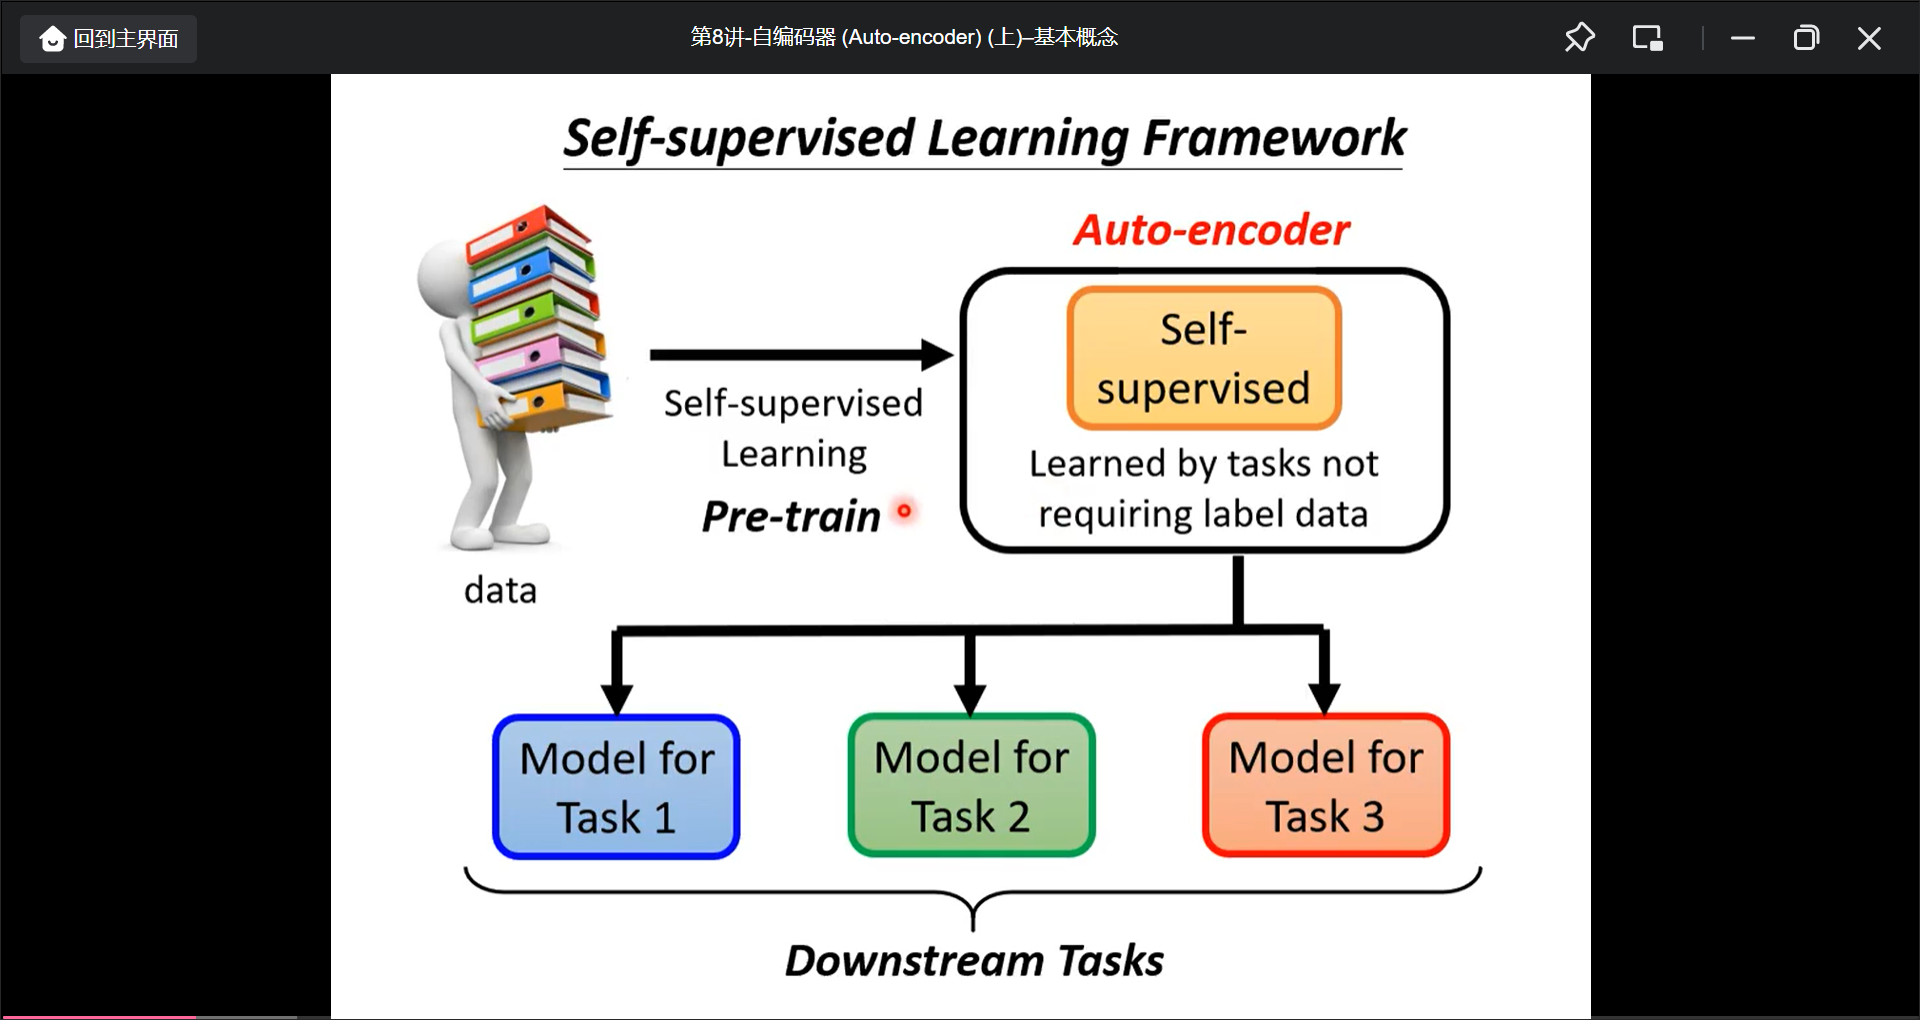 回到主界面
第8讲-自编码器 (Auto-encoder) (上)–基本概念
Self-supervised Learning Framework
Auto-encoder
Self-
supervised
Learned by tasks not
requiring label data
Self-supervised
Learning
Pre-train
data
Model for
Task 1
Model for
Task 2
Model for
Task 3
Downstream Tasks